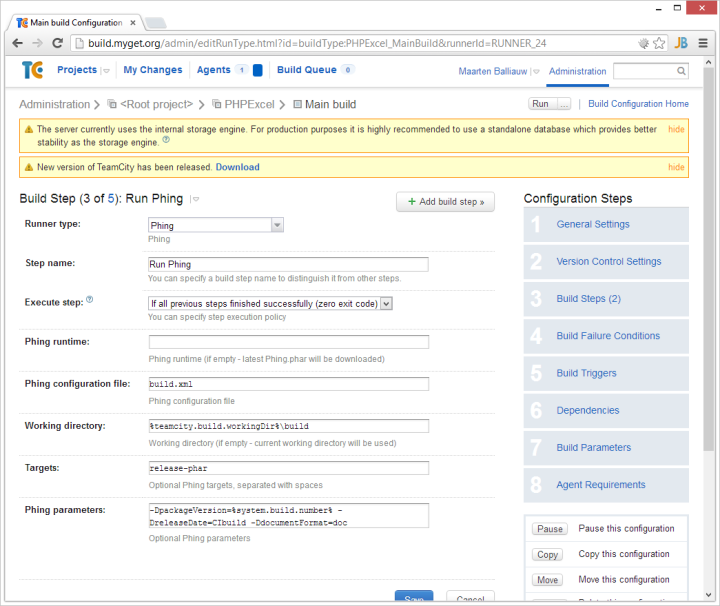 Main build Configuration
build.myget.org/admin/editRunType.html?id=buildType:PHPExcel_MainBuild&runnerId=RUNNER_24
TC Projects My Changes Agents 1 Build Queue 0 Maarten Balliauw Administration
Administration <Root project> PHPExcel Main build Run ... Build Configuration Home
The server currently uses the internal storage engine. For production purposes it is highly recommended to use a standalone database which provides better hide
stability as the storage engine. ?
New version of TeamCity has been released. Download hide
Build Step (3 of 5): Run Phing
+ Add build step »
Runner type: Phing
Phing
Step name: Run Phing
You can specify a build step name to distinguish it from other steps.
Execute step: ? If all previous steps finished successfully (zero exit code)
You can specify step execution policy
Phing runtime:
Phing runtime (if empty - latest Phing.phar will be downloaded)
Phing configuration file: build.xml
Phing configuration file
Working directory: %teamcity.build.workingDir%\build
Working directory (if empty - current working directory will be used)
Targets: release-phar
Optional Phing targets, separated with spaces
Phing parameters: -DpackageVersion=%system.build.number% -
DreleaseDate=CIbuild -DdocumentFormat=doc
Optional Phing parameters
Save Cancel
Configuration Steps
1 General Settings
2 Version Control Settings
3 Build Steps (2)
4 Build Failure Conditions
5 Build Triggers
6 Dependencies
7 Build Parameters
8 Agent Requirements
Pause Pause this configuration
Copy Copy this configuration
Move Move this configuration